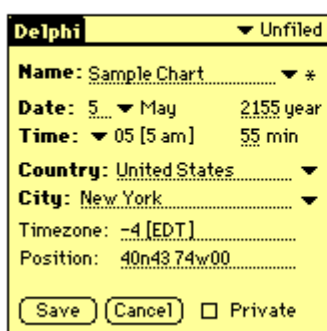 Delphi Unfiled
Name: Sample Chart *
Date: 5 May 2155 year
Time: 05 [5 am] 55 min
Country: United States
City: New York
Timezone: -4 [EDT]
Position: 40n43 74w00
Save Cancel Private